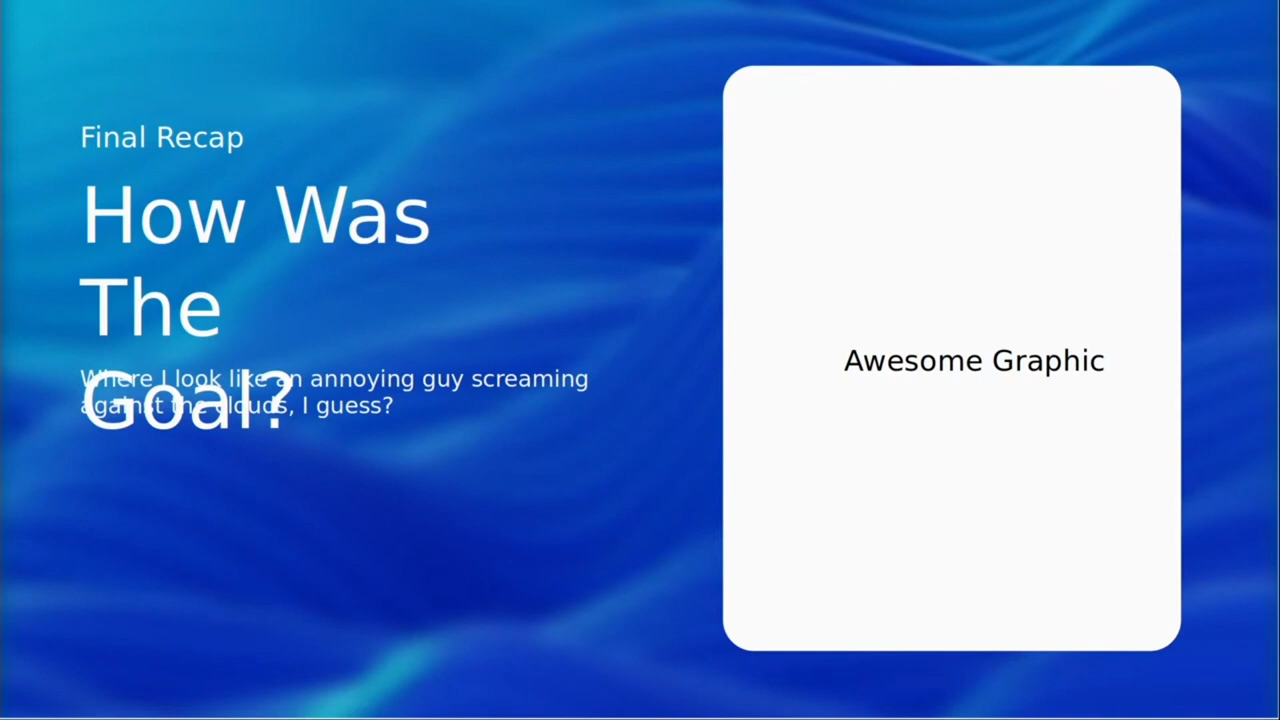 Final Recap
How Was
The
Goal?
Where I look like an annoying guy screaming
against the clouds, I guess?
Awesome Graphic